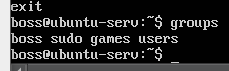 exit
boss@ubuntu-serv:~$ groups
boss sudo games users
boss@ubuntu-serv:~$ _